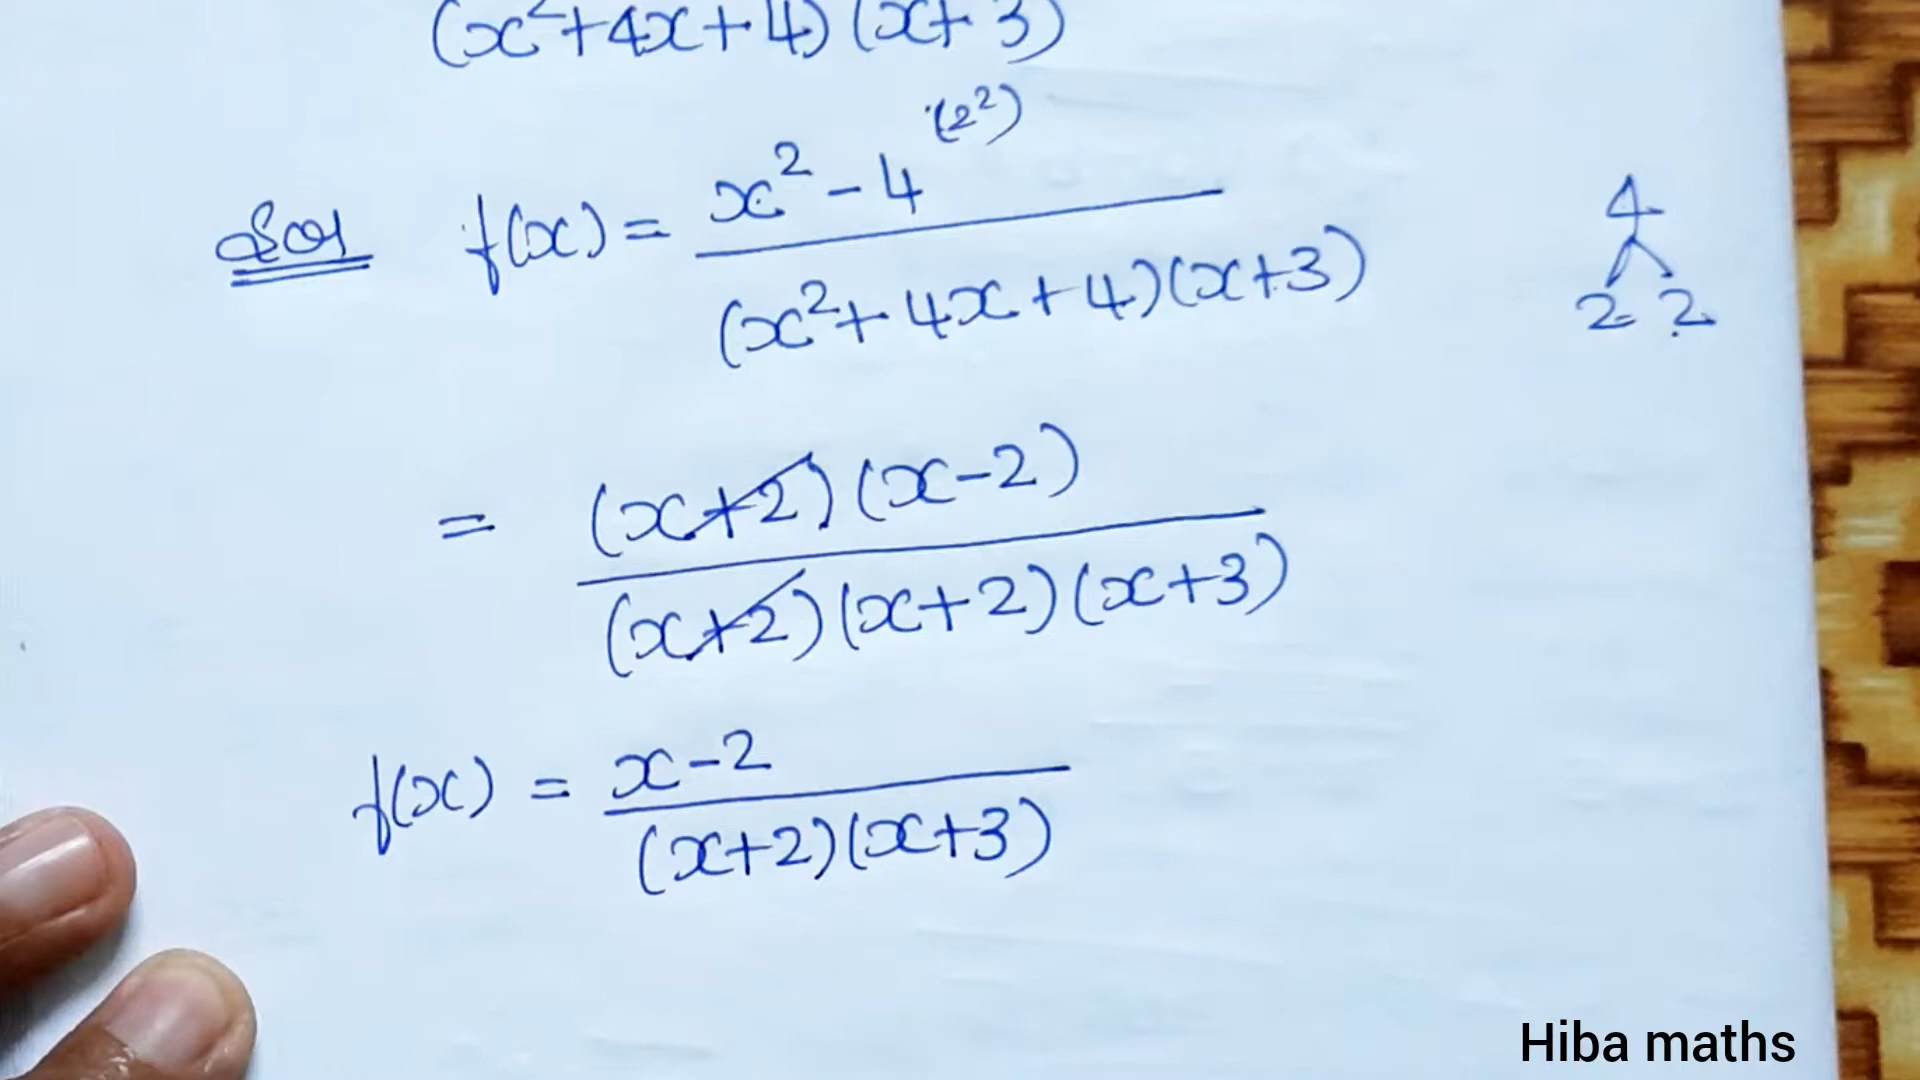 (x²+4x+4)(x+3)
(2²)
Sol f(x) = x² - 4
(x²+4x+4)(x+3)
4
2 2
= (x+2)(x-2)
(x+2)(x+2)(x+3)
f(x) = x-2
(x+2)(x+3)
Hiba maths